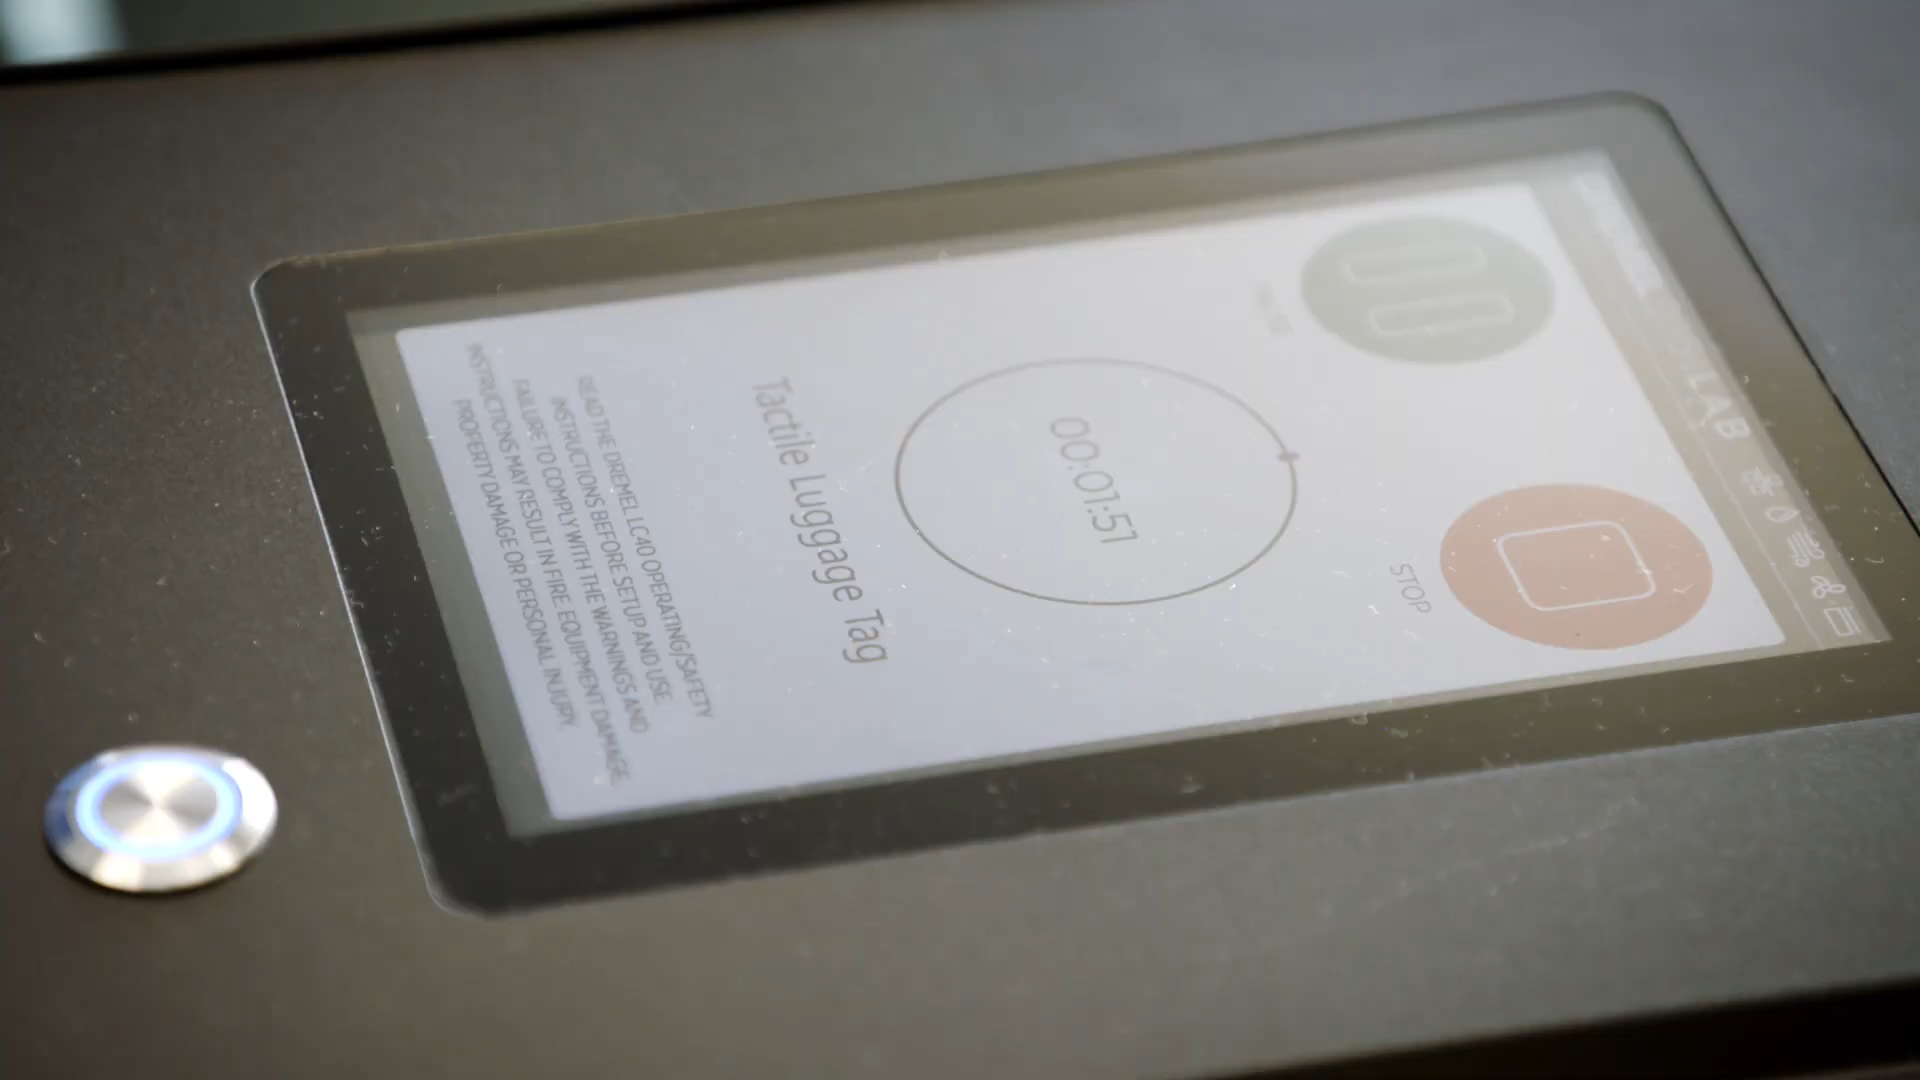 LAB
PAUSE
STOP
00:01:51
Tactile Luggage Tag
READ THE DREMEL LC40 OPERATING/SAFETY
INSTRUCTIONS BEFORE SETUP AND USE.
FAILURE TO COMPLY WITH THE WARNINGS AND
INSTRUCTIONS MAY RESULT IN FIRE, EQUIPMENT DAMAGE,
PROPERTY DAMAGE OR PERSONAL INJURY.